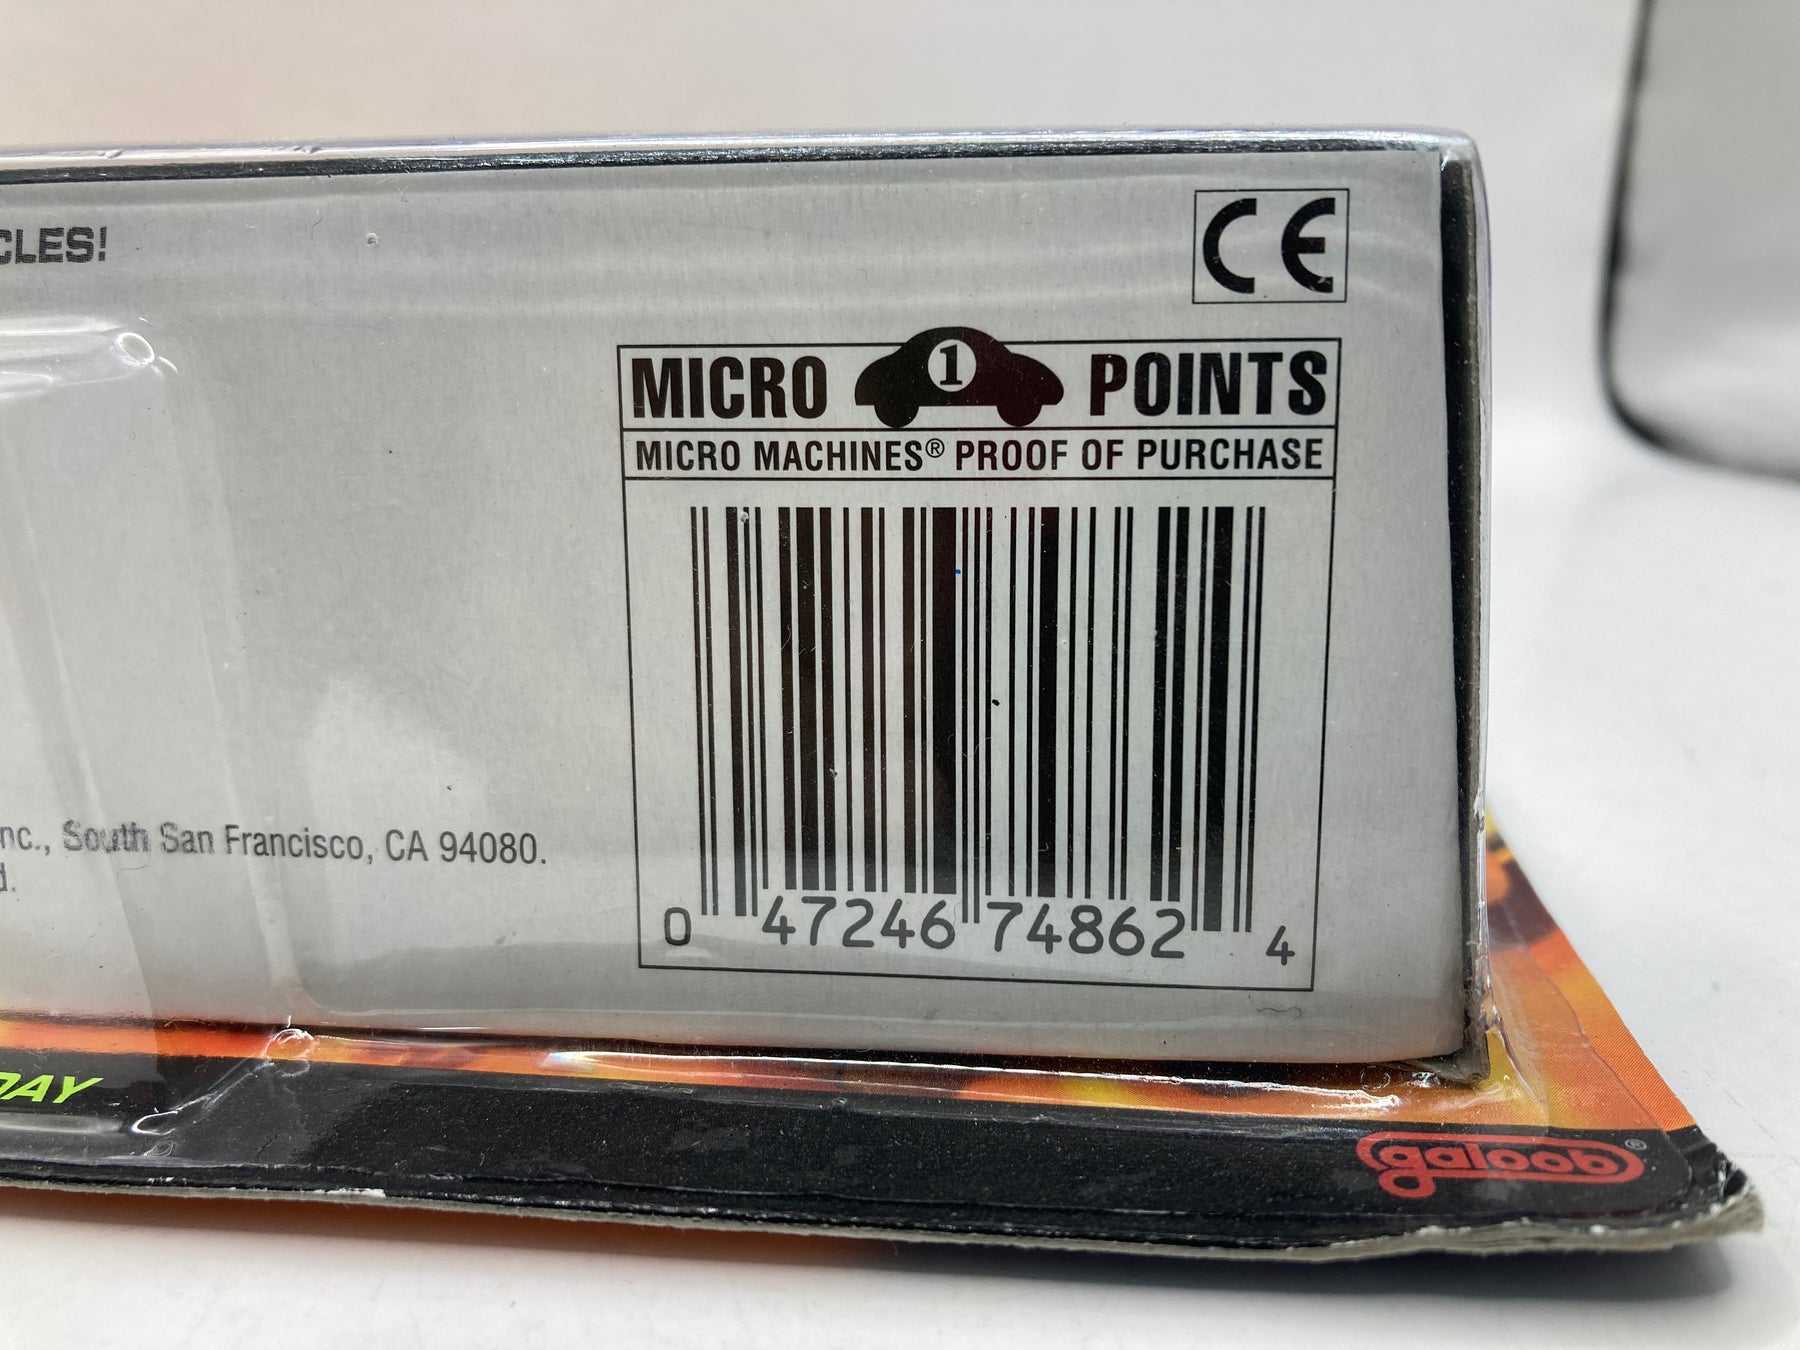 CLES!
CE
MICRO 1 POINTS
MICRO MACHINES® PROOF OF PURCHASE
nc., South San Francisco, CA 94080.
d.
0 47246 74862 4
DAY
galoob®